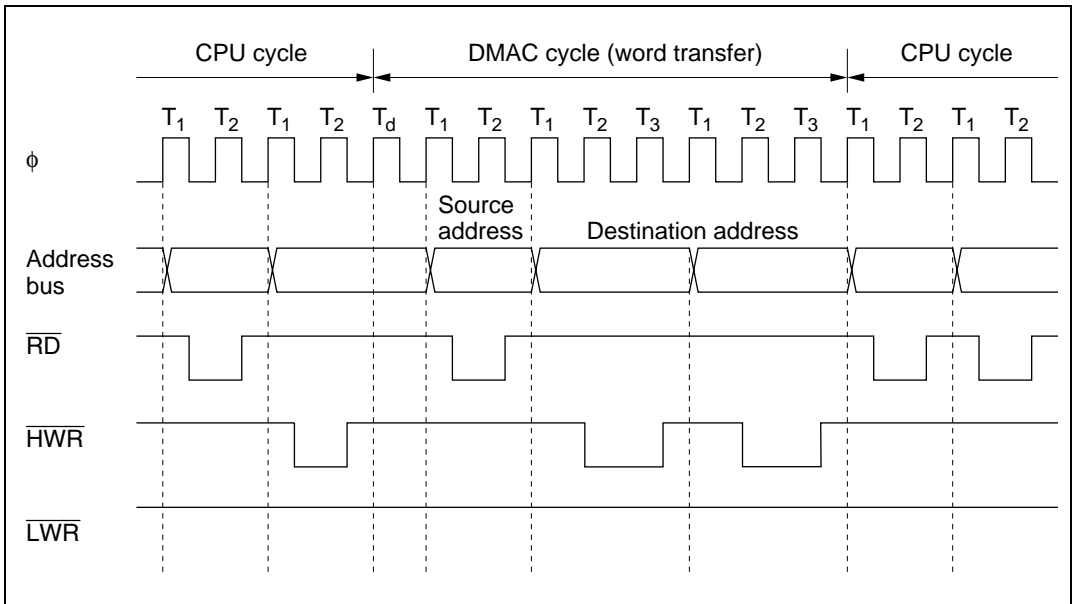 CPU cycle DMAC cycle (word transfer) CPU cycle
T1 T2 T1 T2 Td T1 T2 T1 T2 T3 T1 T2 T3 T1 T2 T1 T2
φ
Source
address Destination address
Address
bus
RD
HWR
LWR